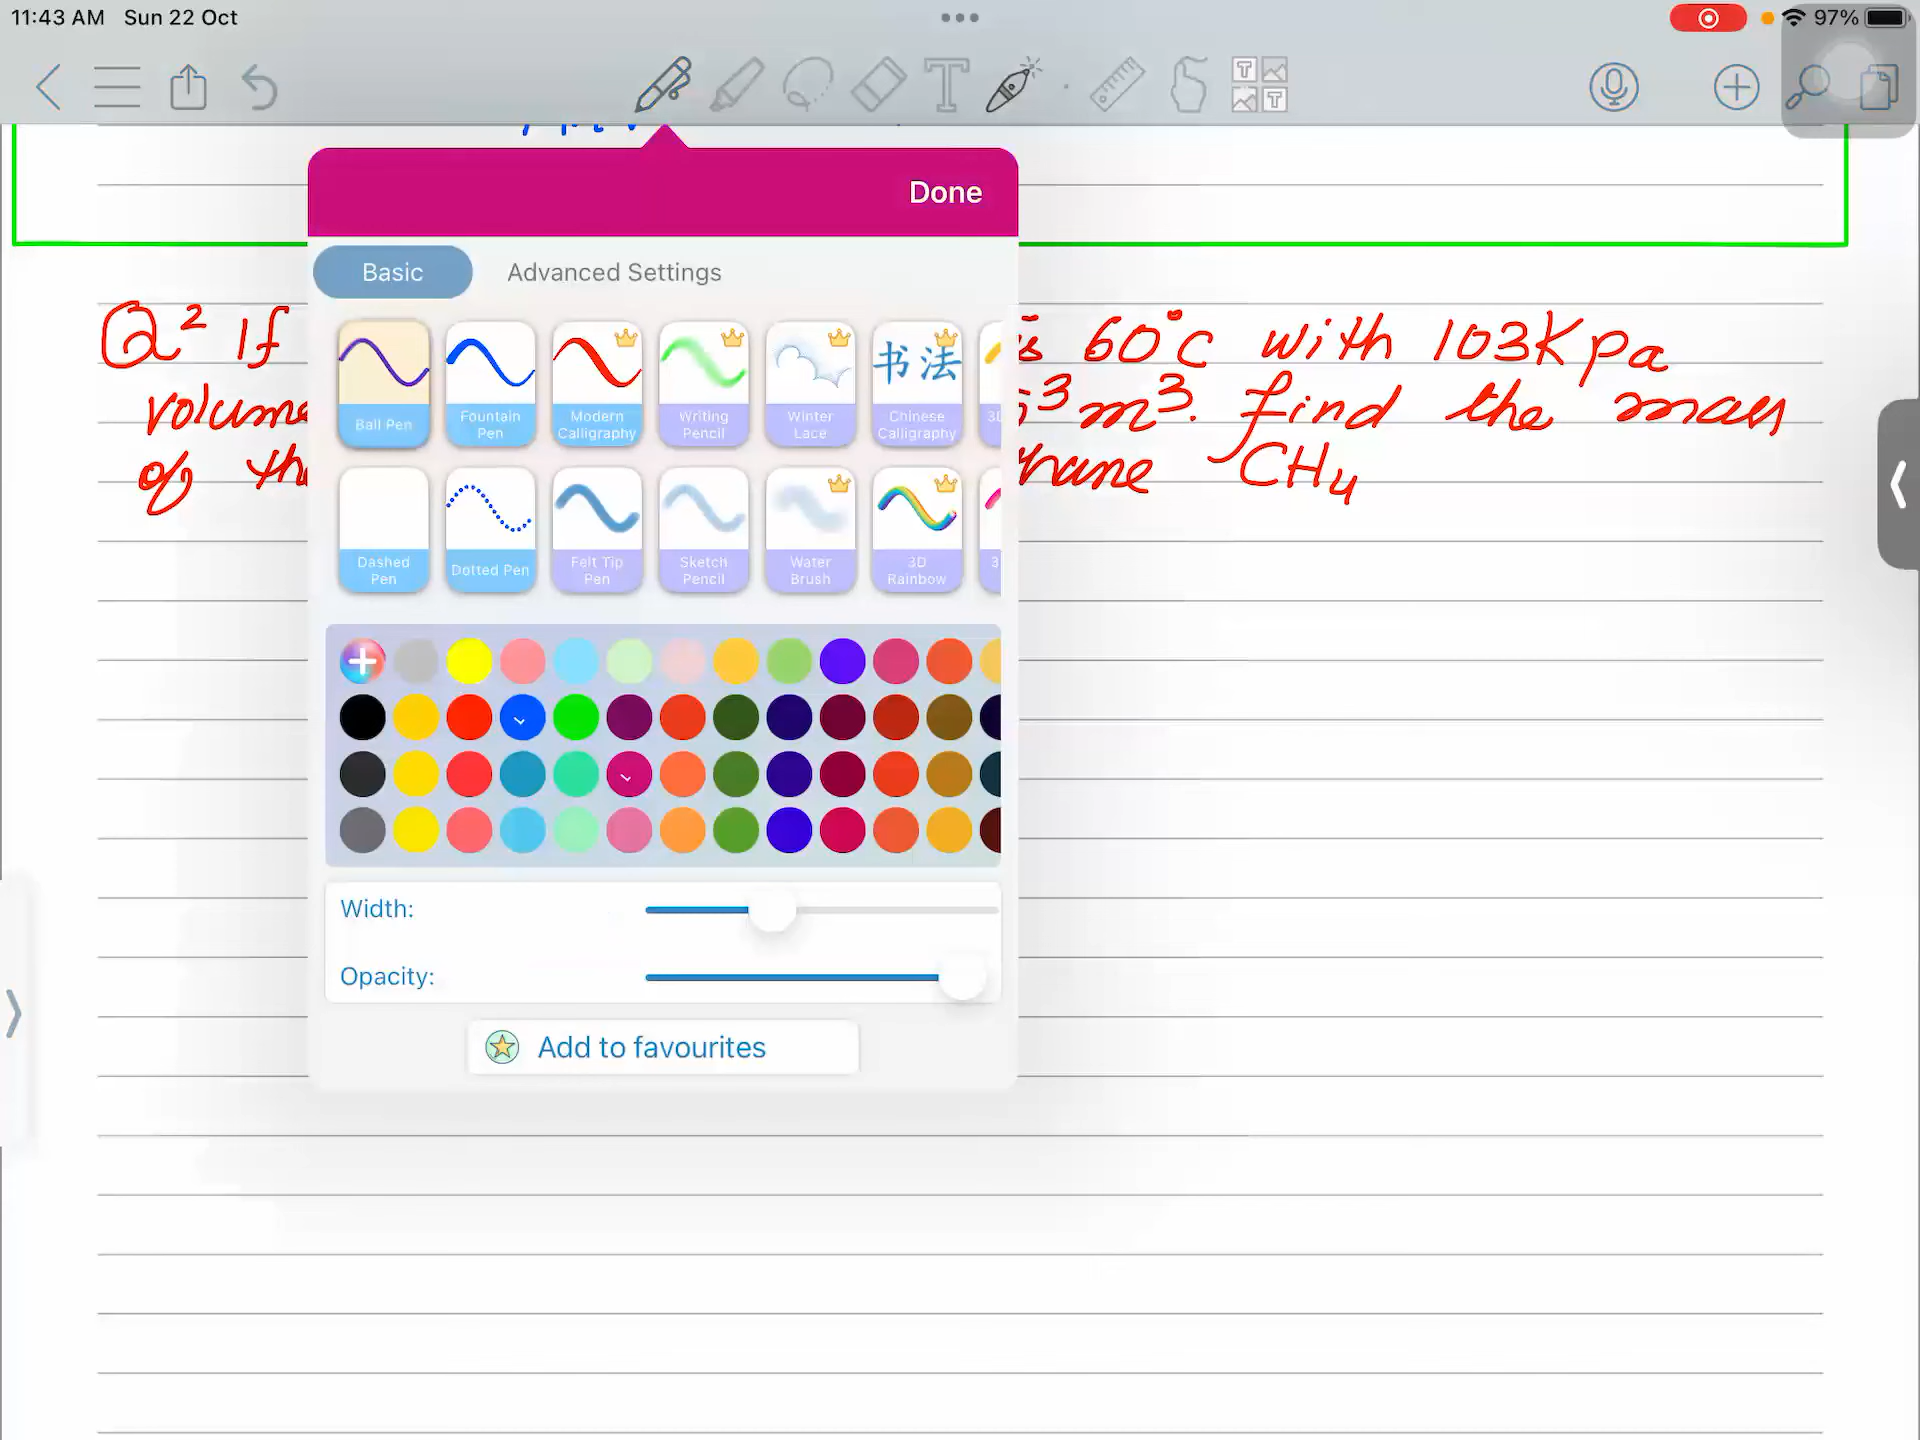 11:43 AM Sun 22 Oct
97%
Done
Basic Advanced Settings
Q² If 60°C with 103KPa
volume m³. find the mass
of the CH₄
Ball Pen Fountain Pen Modern Calligraphy Writing Pencil Winter Lace 书法 Chinese Calligraphy
Dashed Pen Dotted Pen Felt Tip Pen Sketch Pencil Water Brush 3D Rainbow
Width:
Opacity:
Add to favourites